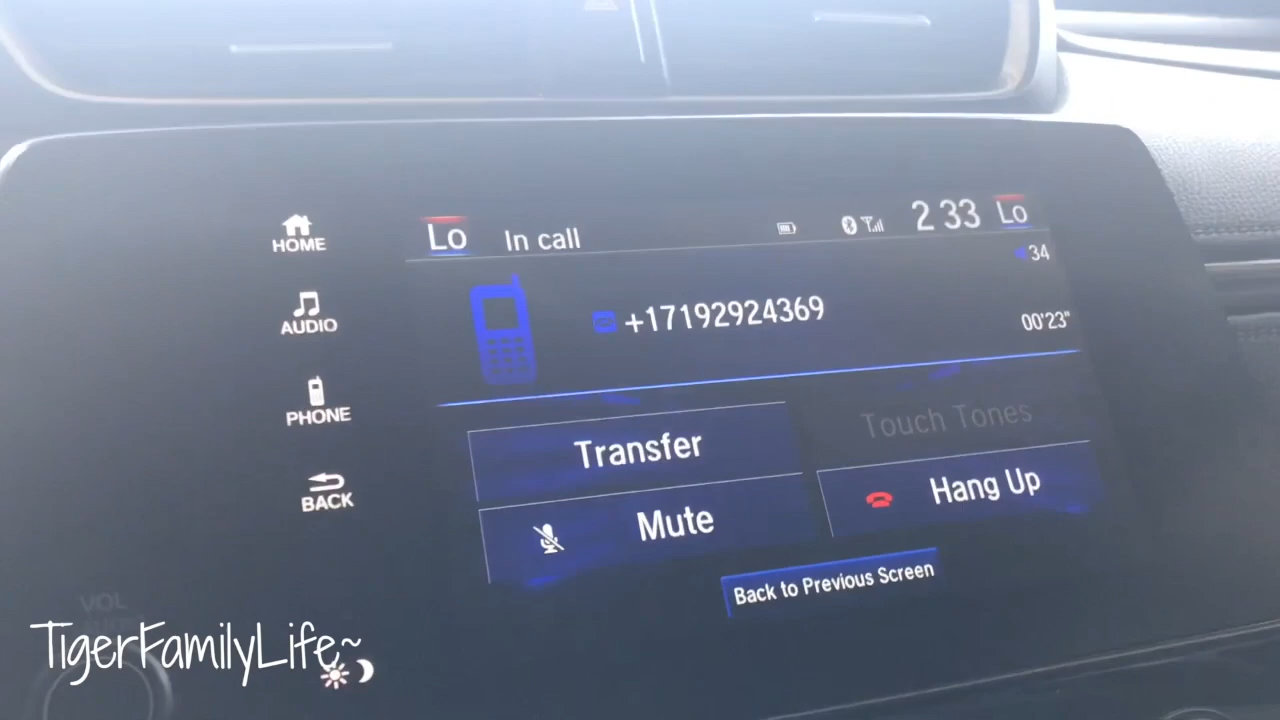 HOME
AUDIO
PHONE
BACK
Lo
In call
2 33
Lo
34
+17192924369
00'23"
Transfer
Touch Tones
Mute
Hang Up
Back to Previous Screen
VOL
TigerFamilyLife~